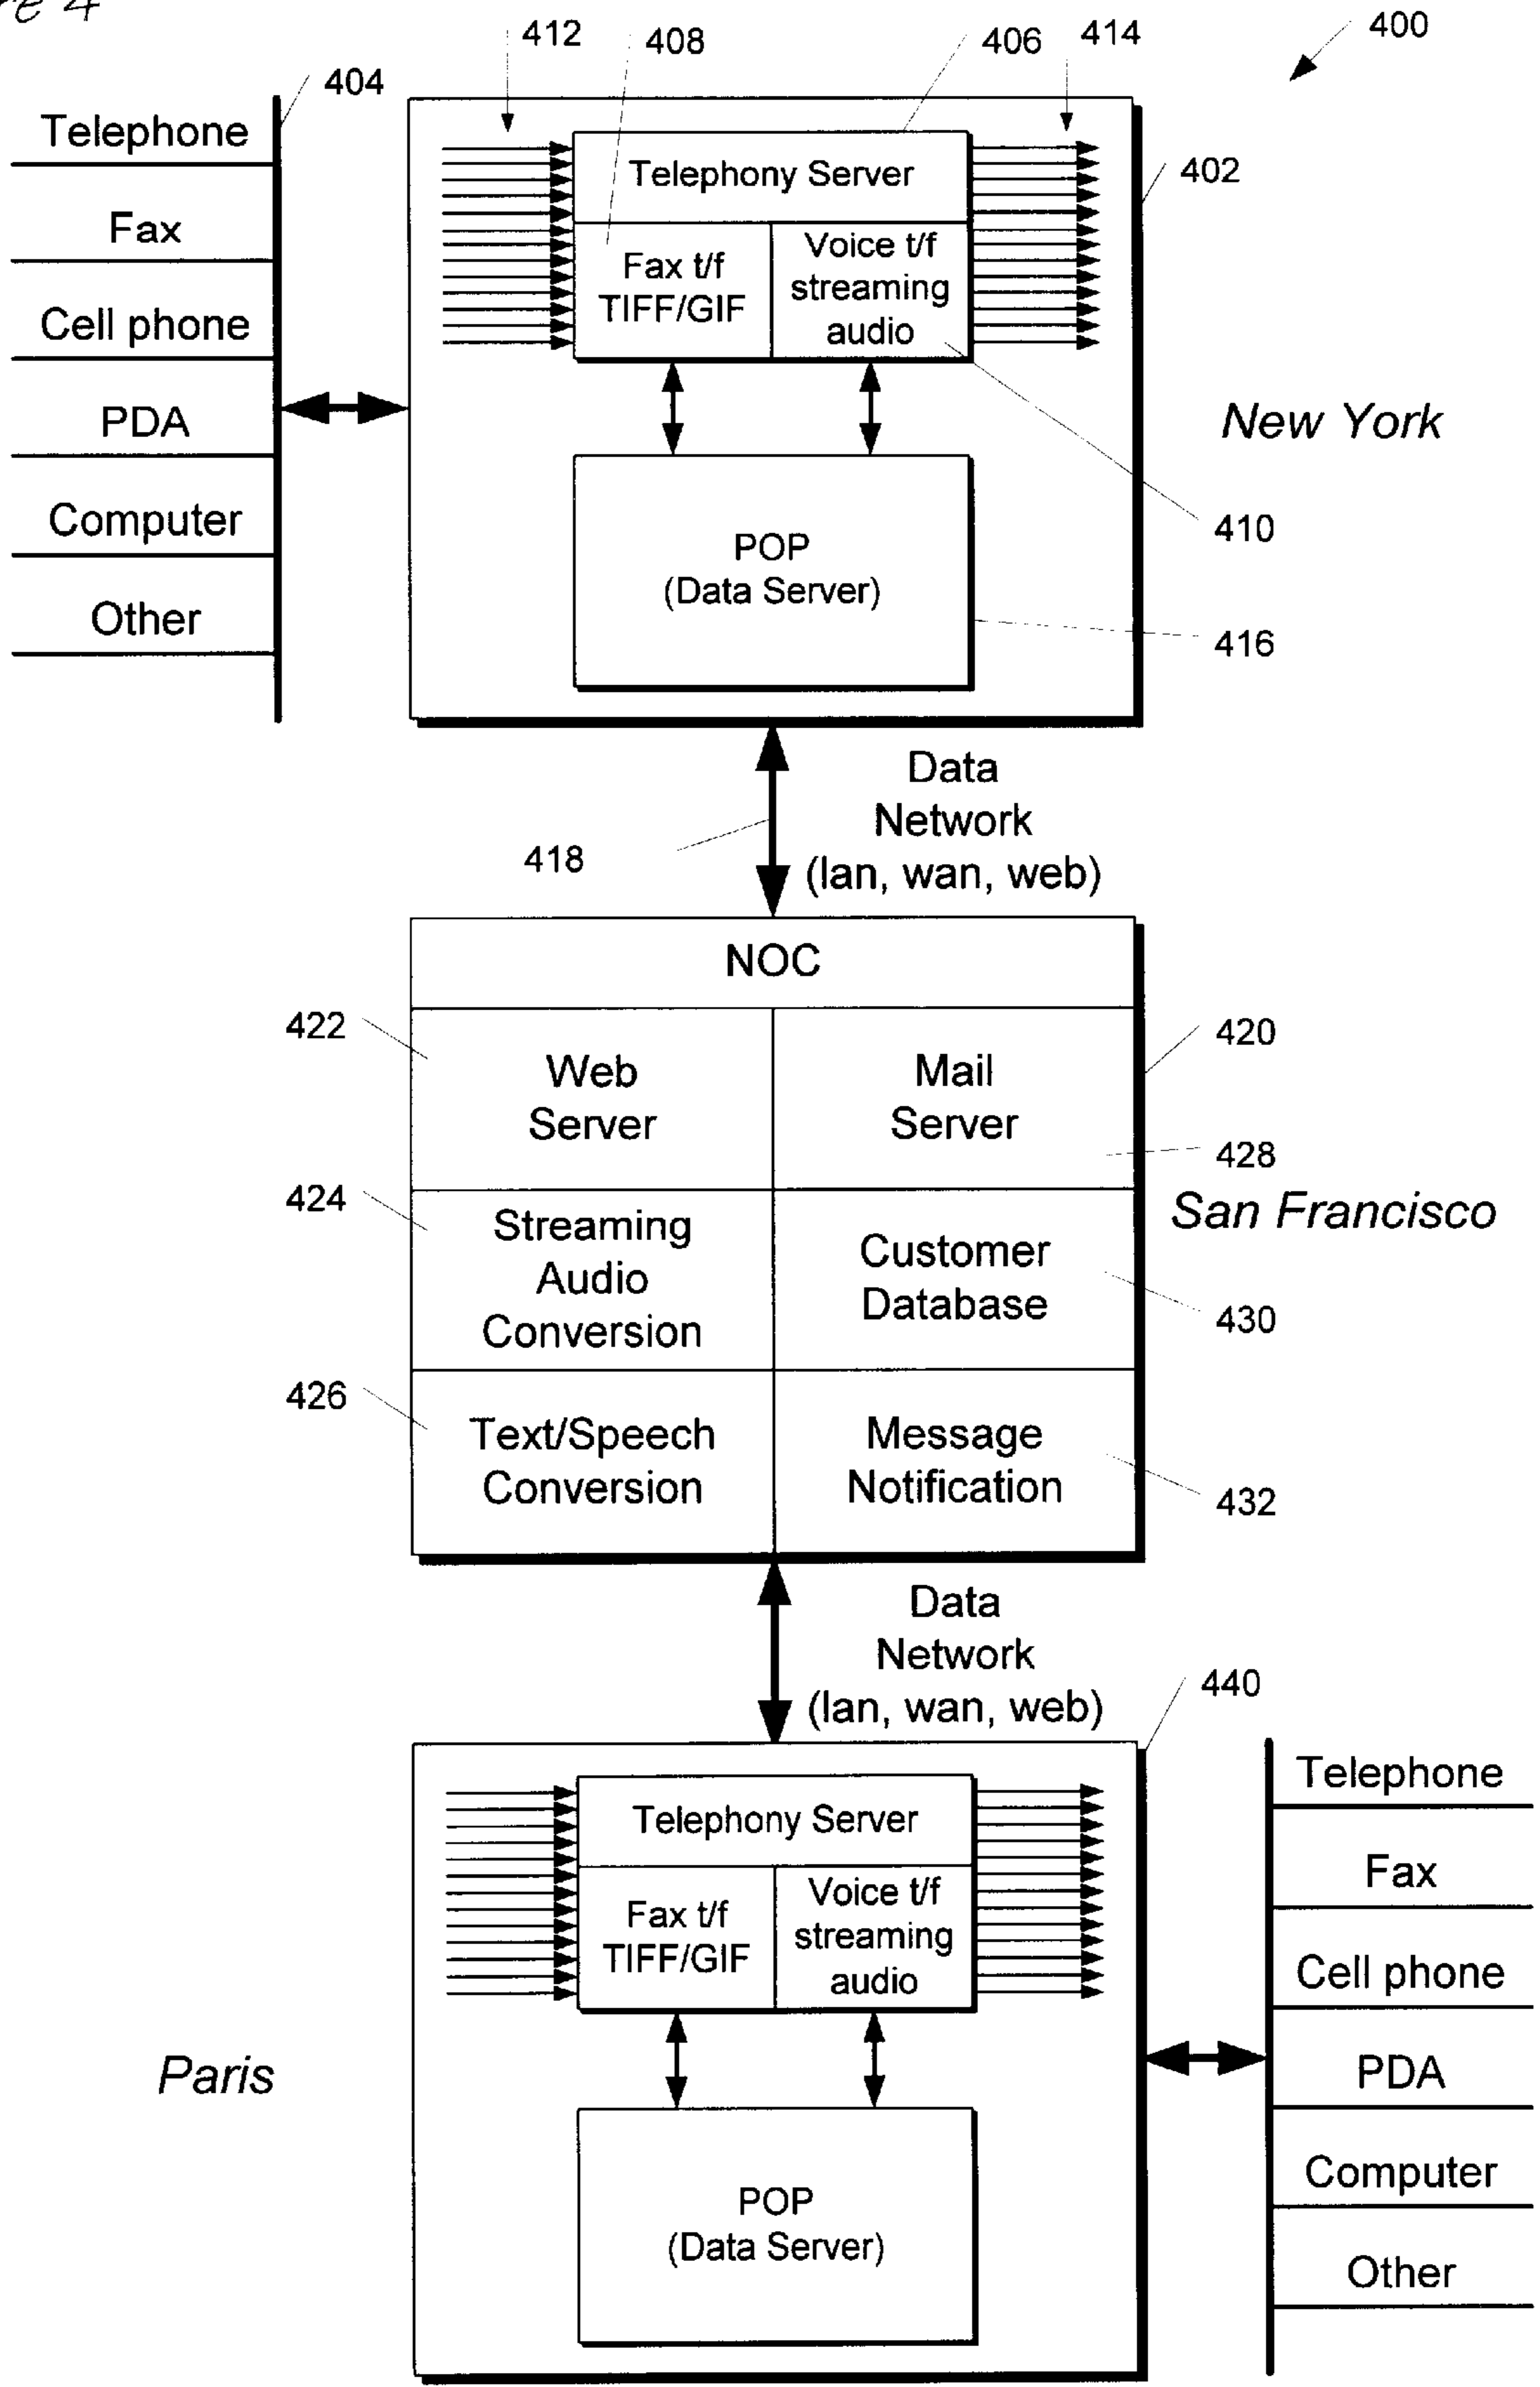 4
412
408
406
414
400
404
Telephone
402
Telephony Server
Fax
Voice t/f
streaming
audio
Fax t/f
TIFF/GIF
Cell phone
PDA
New York
Computer
410
POP
(Data Server)
Other
416
Data
Network
(lan, wan, web)
418
NOC
422
420
Web
Server
Mail
Server
428
424
San Francisco
Streaming
Audio
Conversion
Customer
Database
430
426
Text/Speech
Conversion
Message
Notification
432
Data
Network
(lan, wan, web)
440
Telephone
Telephony Server
Fax
Voice t/f
streaming
audio
Fax t/f
TIFF/GIF
Cell phone
Paris
PDA
Computer
POP
(Data Server)
Other